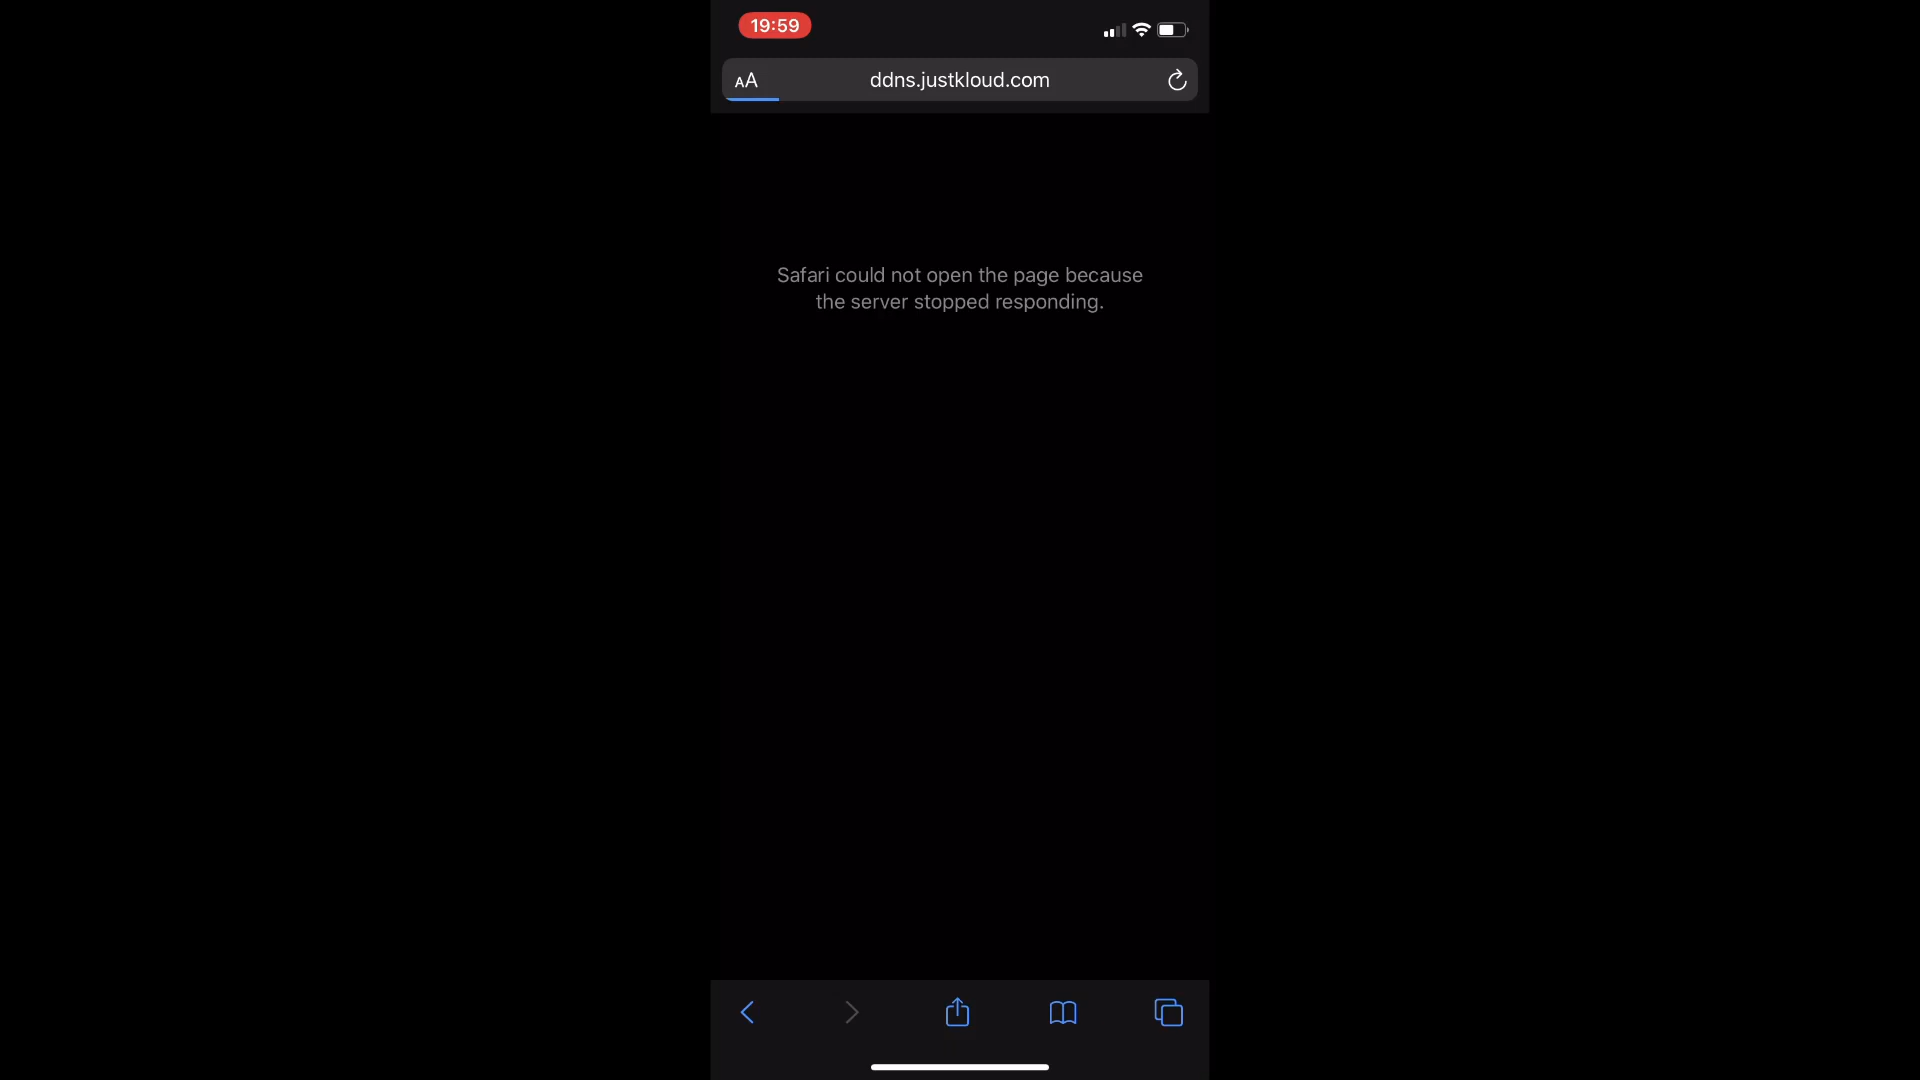 19:59
AA ddns.justkloud.com
Safari could not open the page because
the server stopped responding.